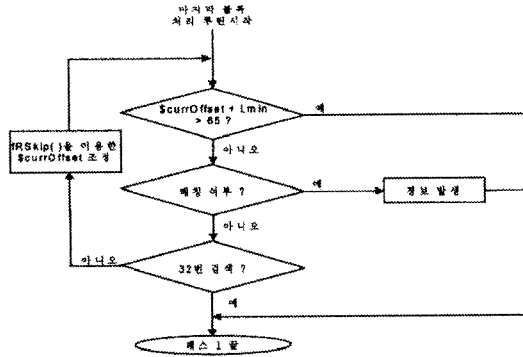 마지막 블록
처리 루틴시작
$currOffset + Lmin
> 65 ?
예
아니오
fRSkip()을 이용한
$currOffset 조정
매칭 여부 ?
예
경보 발생
아니오
아니오
32번 검색 ?
예
패스 1 끝